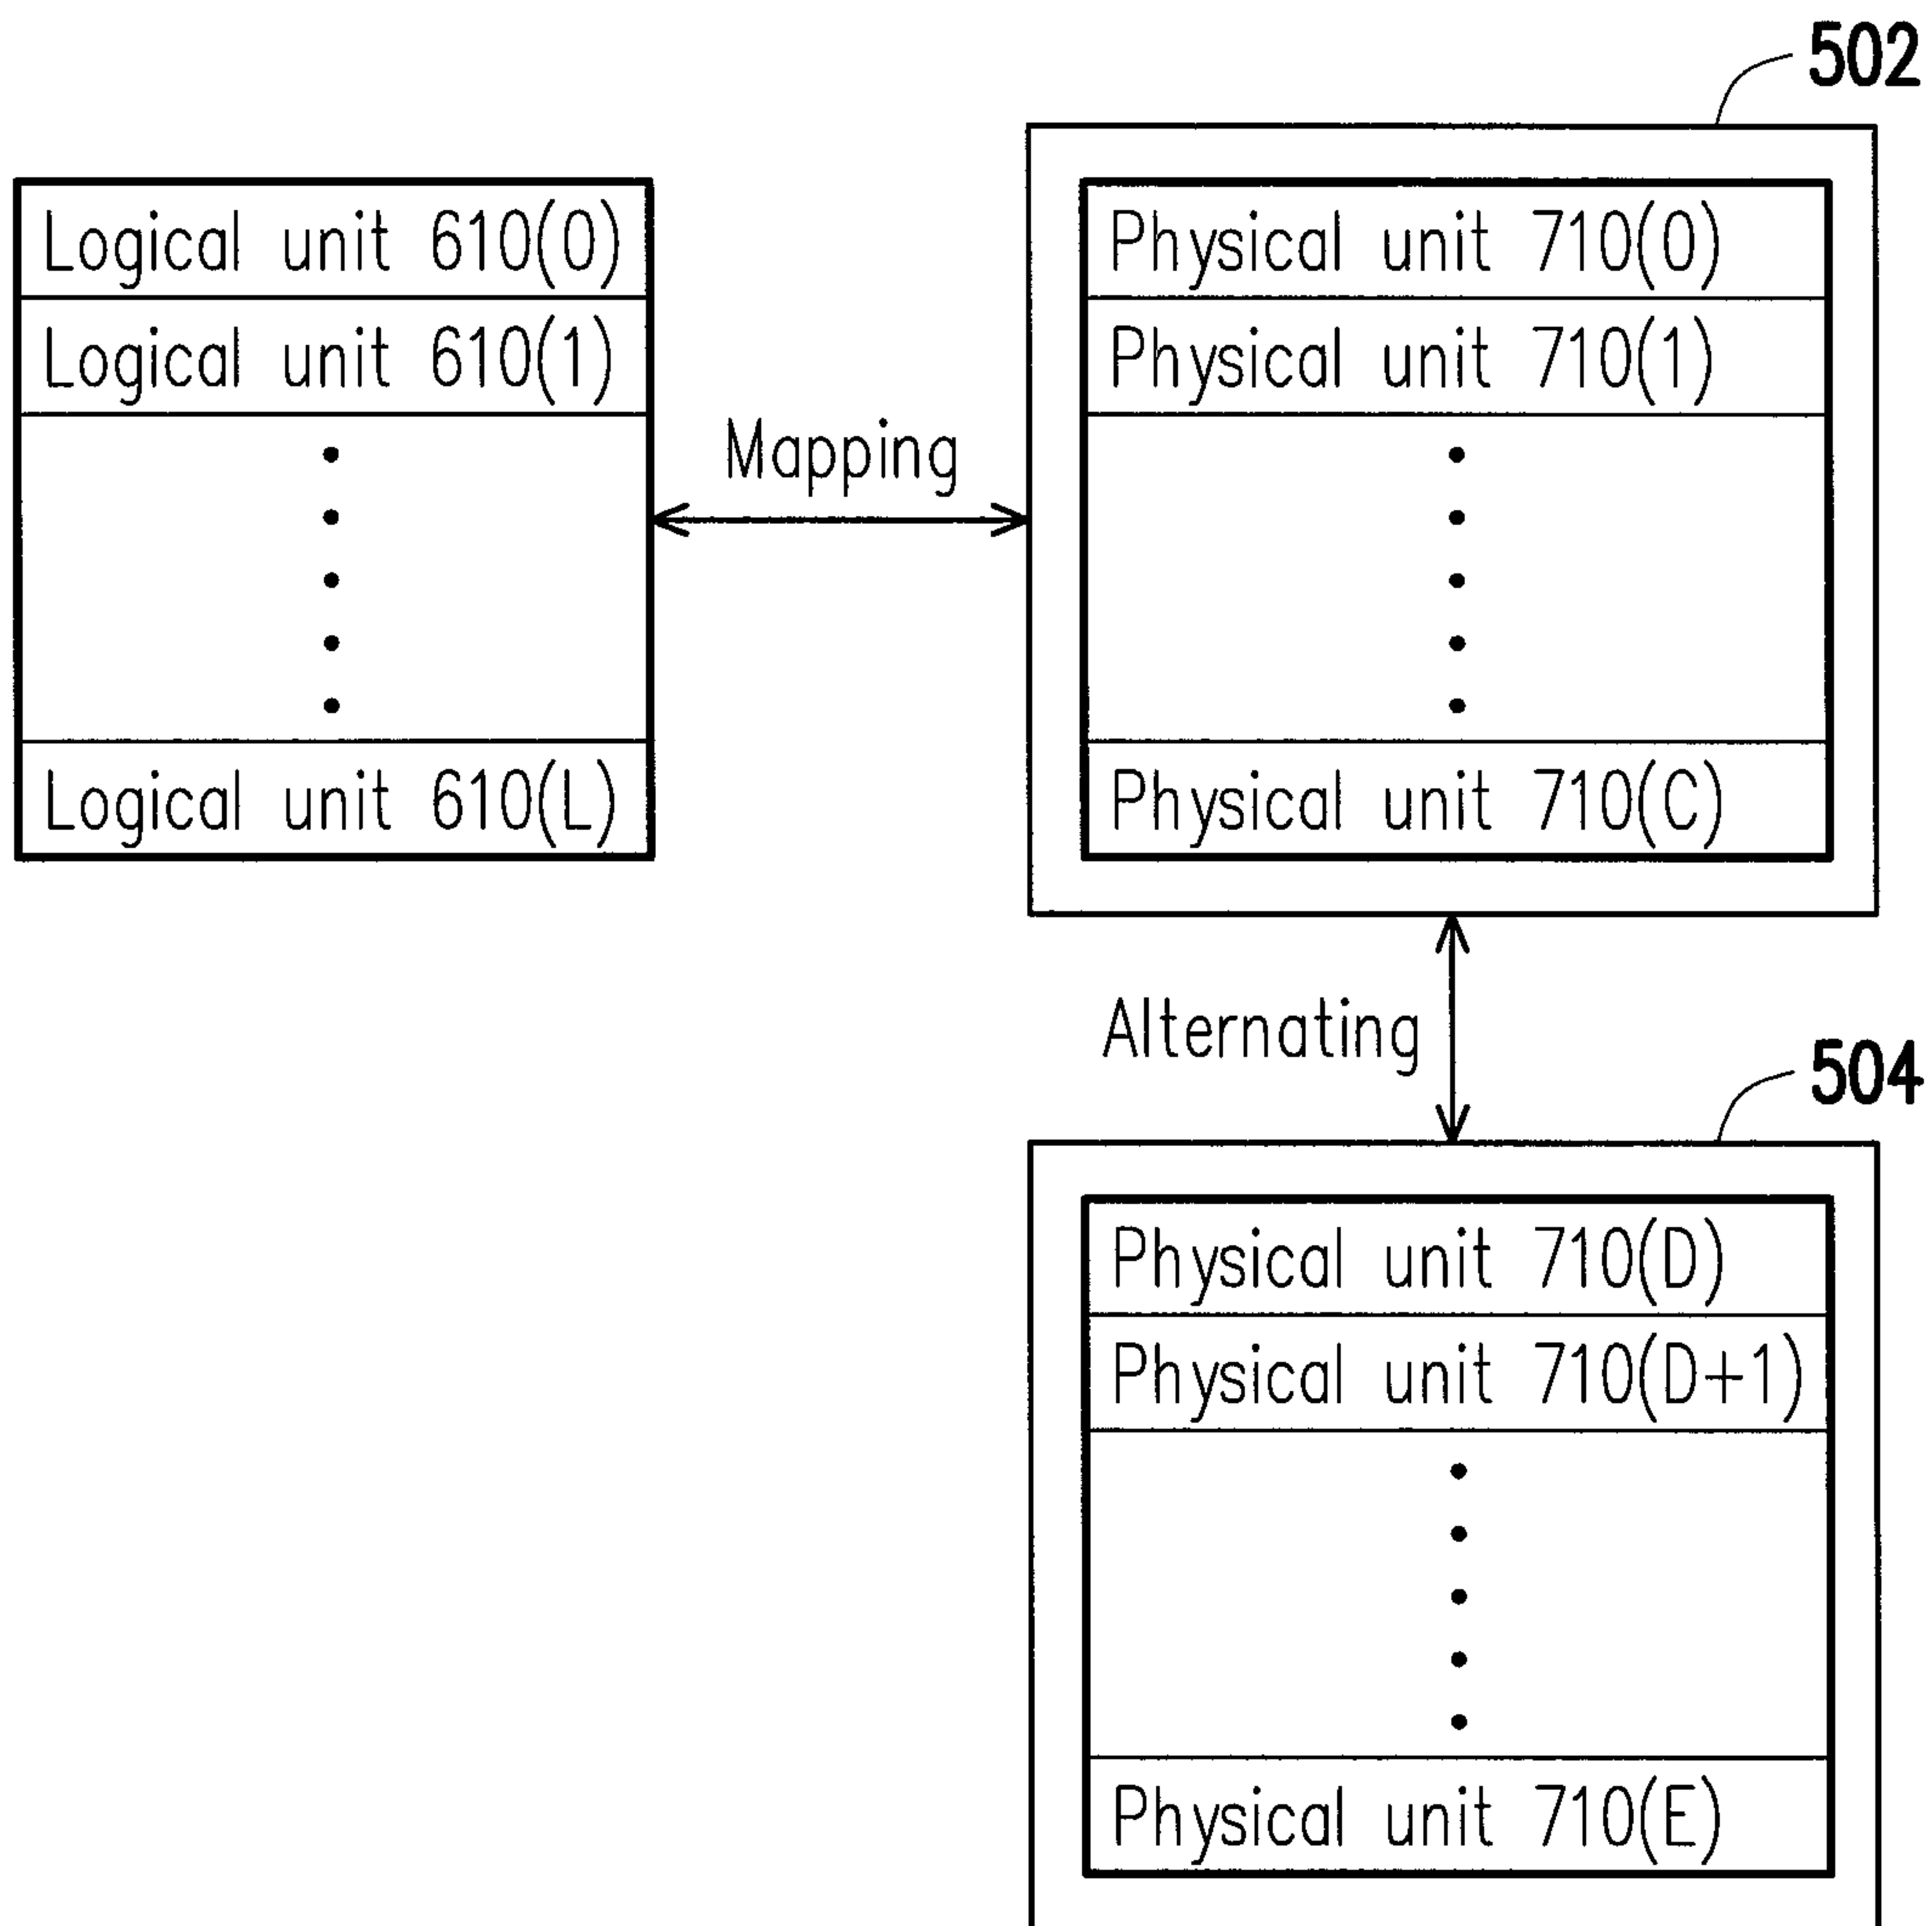 502
Logical unit 610(0)
Logical unit 610(1)
Logical unit 610(L)
Mapping
Physical unit 710(0)
Physical unit 710(1)
Physical unit 710(C)
Alternating
504
Physical unit 710(D)
Physical unit 710(D+1)
Physical unit 710(E)